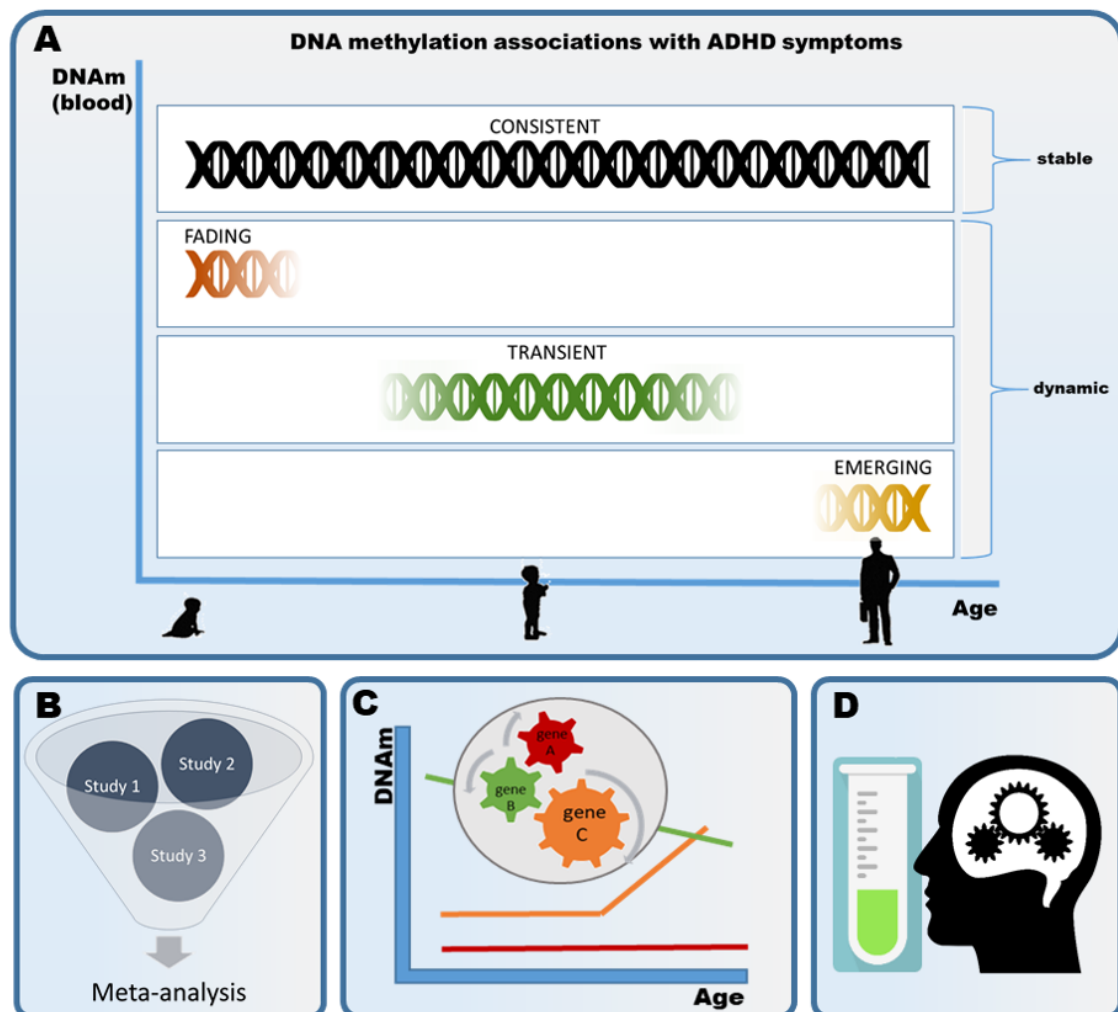 A
DNA methylation associations with ADHD symptoms
DNAm
(blood)
CONSISTENT
stable
FADING
TRANSIENT
dynamic
EMERGING
Age
B
Study 1
Study 2
Study 3
Meta-analysis
C
DNAm
gene
A
gene
B
gene
C
Age
D